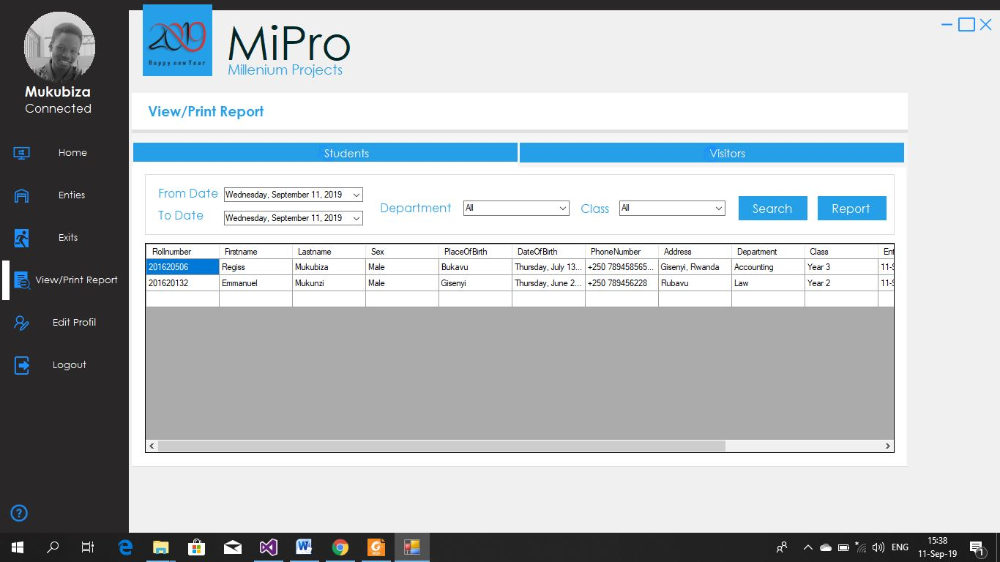 Mukubiza
Connected
Home
Enties
Exits
View/Print Report
Edit Profil
Logout
?
2019
Happy new Year
MiPro
Millenium Projects
View/Print Report
Students Visitors
From Date Wednesday, September 11, 2019
To Date Wednesday, September 11, 2019
Department All Class All Search Report
Rollnumber Firstname Lastname Sex PlaceOfBirth DateOfBirth PhoneNumber Address Department Class Ent
201620506 Regiss Mukubiza Male Bukavu Thursday, July 13... +250 789458565... Gisenyi, Rwanda Accounting Year 3 11-S
201620132 Emmanuel Mukunzi Male Gisenyi Thursday, June 2... +250 789456228 Rubavu Law Year 2 11-S
ENG 15:38
11-Sep-19 1